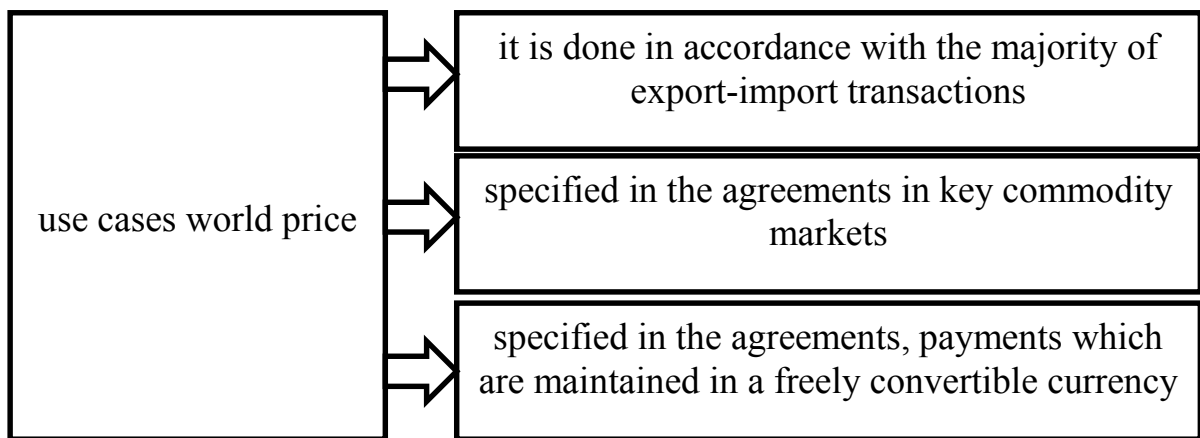 use cases world price
it is done in accordance with the majority of
export-import transactions
specified in the agreements in key commodity
markets
specified in the agreements, payments which
are maintained in a freely convertible currency